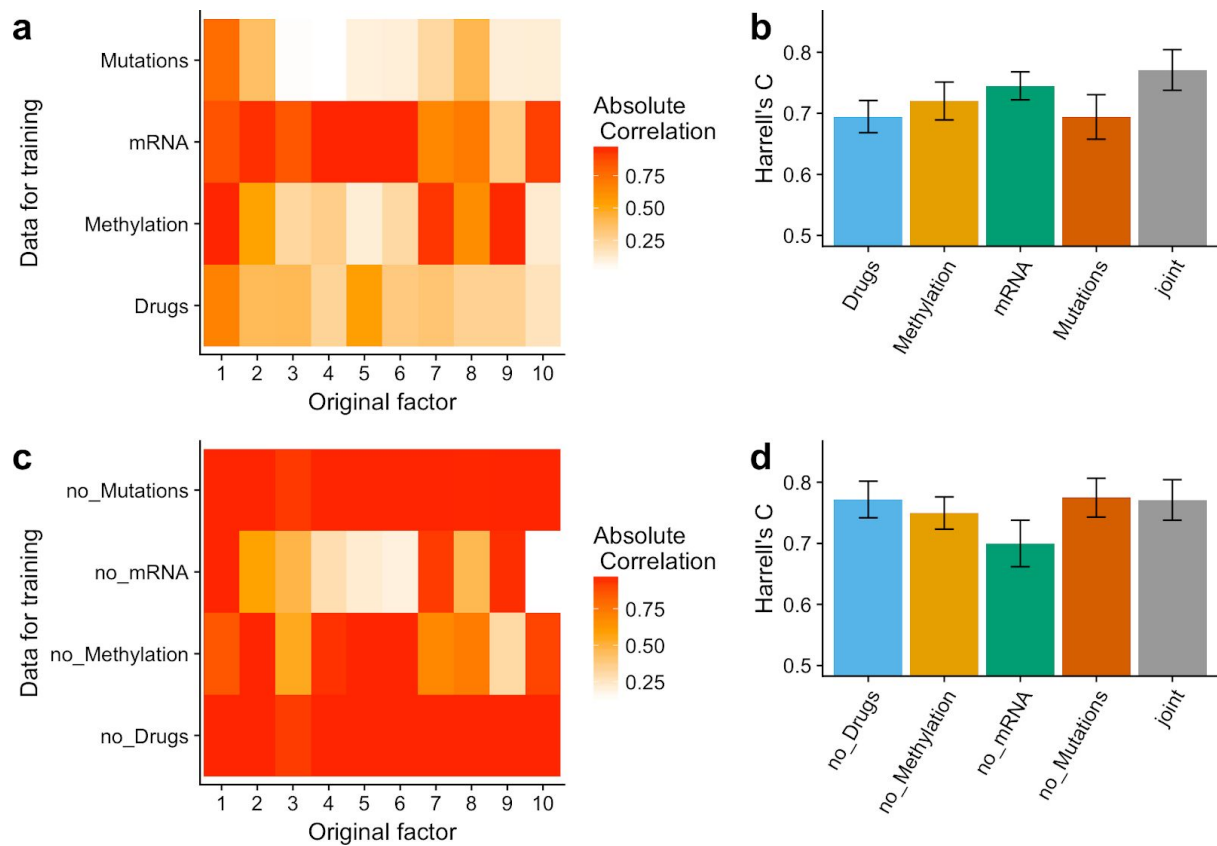 a
Data for training
Mutations
mRNA
Methylation
Drugs
1 2 3 4 5 6 7 8 9 10
Original factor
Absolute
Correlation
0.75
0.50
0.25
b
Harrell's C
0.8
0.7
0.6
0.5
Drugs
Methylation
mRNA
Mutations
joint
c
Data for training
no_Mutations
no_mRNA
no_Methylation
no_Drugs
1 2 3 4 5 6 7 8 9 10
Original factor
Absolute
Correlation
0.75
0.50
0.25
d
Harrell's C
0.8
0.7
0.6
0.5
no_Drugs
no_Methylation
no_mRNA
no_Mutations
joint